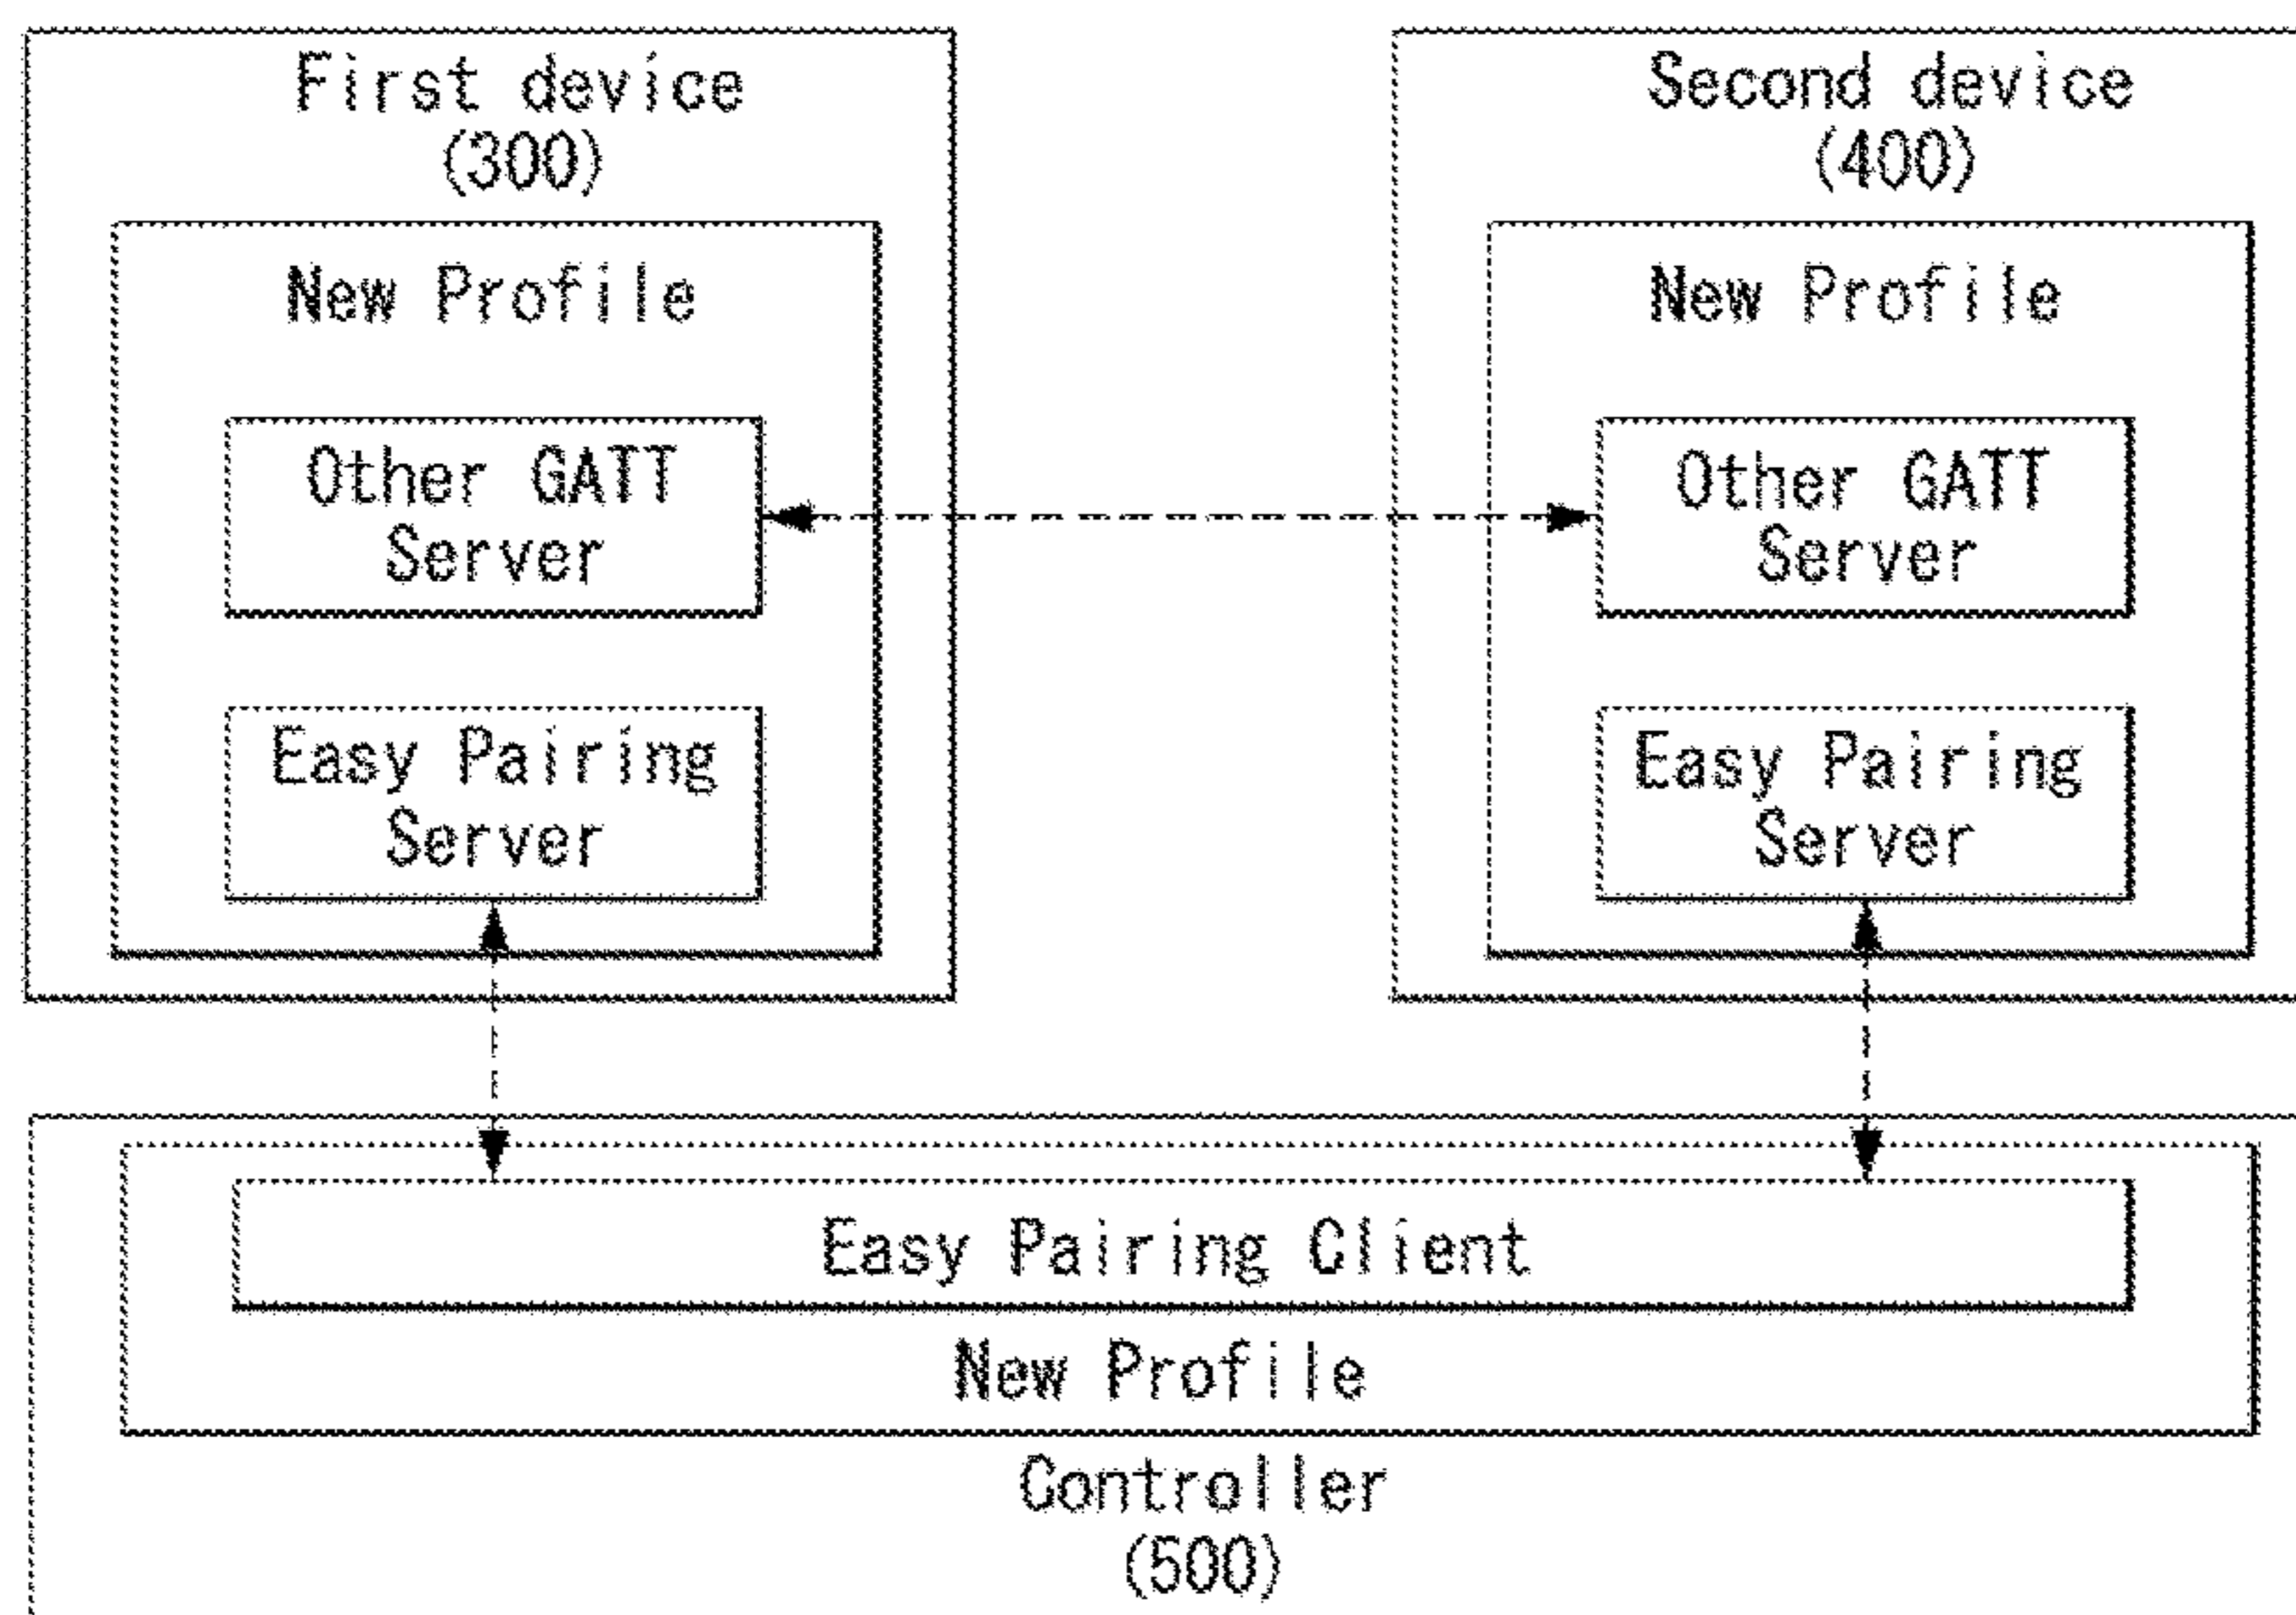 First device
(300)
New Profile
Other GATT
Server
Easy Pairing
Server
Second device
(400)
New Profile
Other GATT
Server
Easy Pairing
Server
Easy Pairing Client
New Profile
Controller
(500)